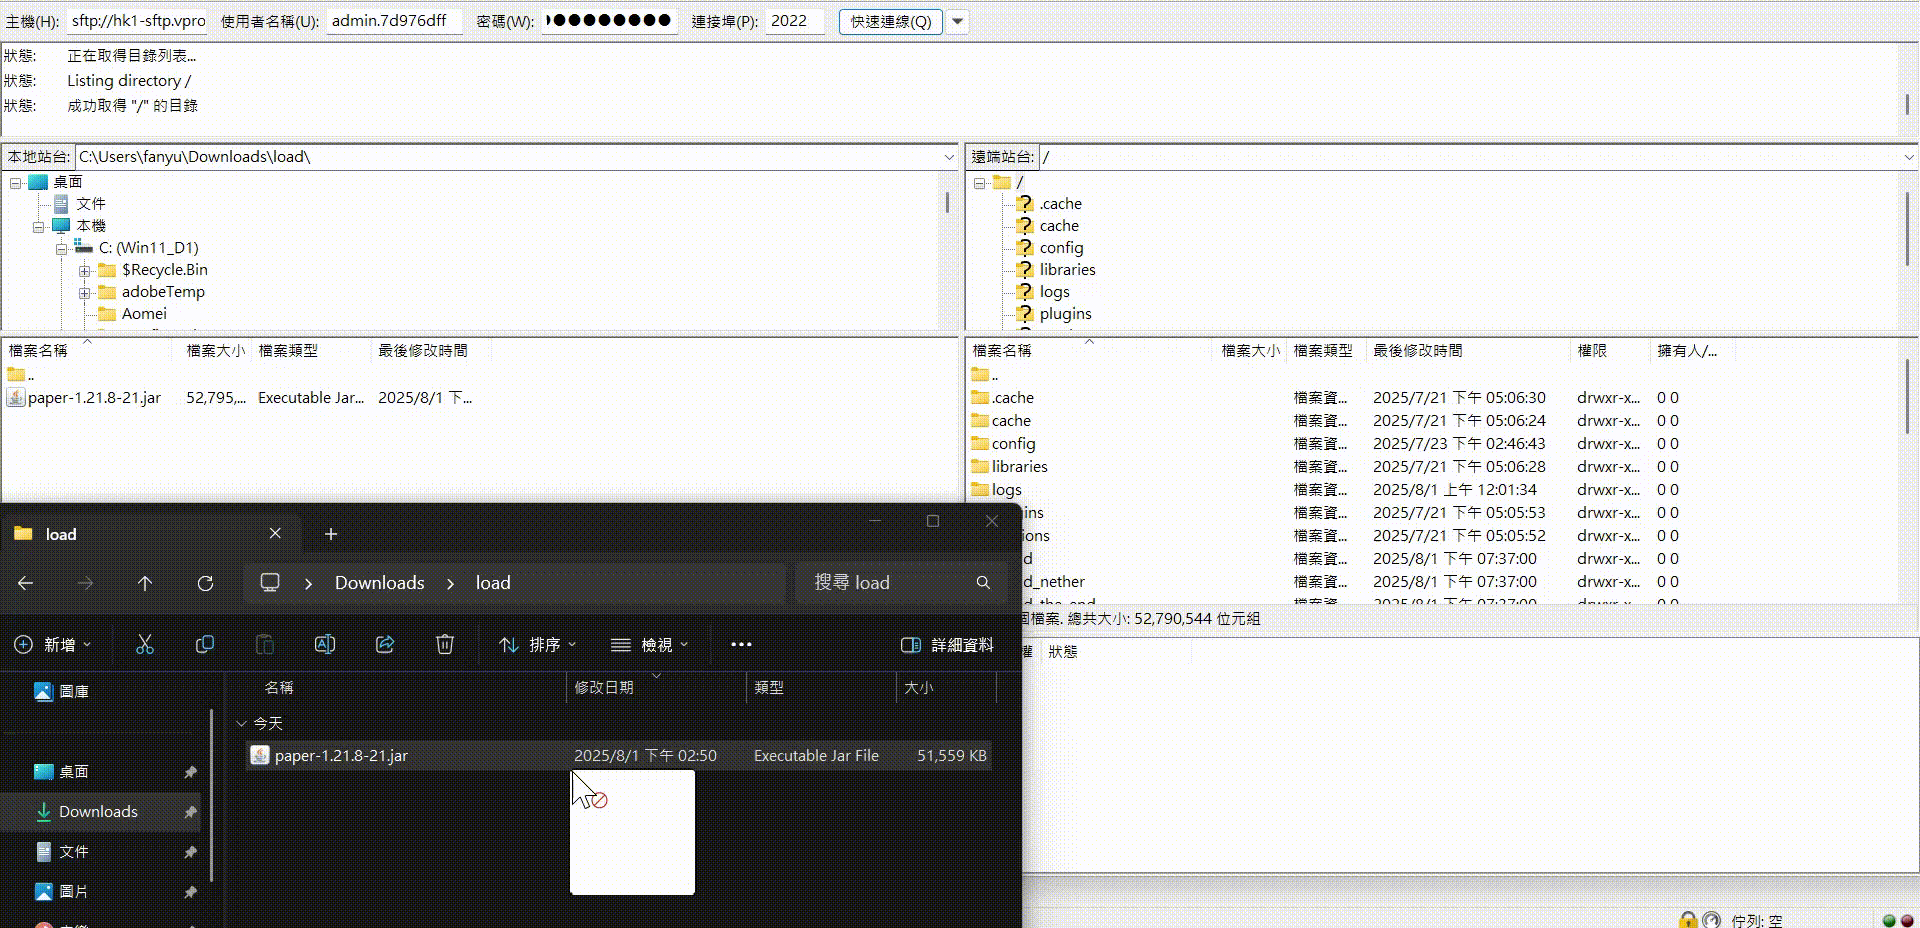 主機(H): sftp://hk1-sftp.vpro 使用者名稱(U): admin.7d976dff 密碼(W): ●●●●●●●●● 連接埠(P): 2022 快速連線(Q)
狀態: 正在取得目錄列表...
狀態: Listing directory /
狀態: 成功取得 "/" 的目錄
本地站台: C:\Users\fanyu\Downloads\load\
桌面
文件
本機
C: (Win11_D1)
$Recycle.Bin
adobeTemp
Aomei
遠端站台: /
/
.cache
cache
config
libraries
logs
plugins
檔案名稱 檔案大小 檔案類型 最後修改時間
..
paper-1.21.8-21.jar 52,795,... Executable Jar... 2025/8/1 下...
檔案名稱 檔案大小 檔案類型 最後修改時間 權限 擁有人/...
..
.cache 檔案資... 2025/7/21 下午 05:06:30 drwxr-x... 0 0
cache 檔案資... 2025/7/21 下午 05:06:24 drwxr-x... 0 0
config 檔案資... 2025/7/23 下午 02:46:43 drwxr-x... 0 0
libraries 檔案資... 2025/7/21 下午 05:06:28 drwxr-x... 0 0
logs 檔案資... 2025/8/1 上午 12:01:34 drwxr-x... 0 0
ins 檔案資... 2025/7/21 下午 05:05:53 drwxr-x... 0 0
ions 檔案資... 2025/7/21 下午 05:05:52 drwxr-x... 0 0
d 檔案資... 2025/8/1 下午 07:37:00 drwxr-x... 0 0
d_nether 檔案資... 2025/8/1 下午 07:37:00 drwxr-x... 0 0
d_the_end 檔案資... 2025/8/1 下午 07:37:00 drwxr-x... 0 0
個檔案. 總共大小: 52,790,544 位元組
狀態
load
Downloads load 搜尋 load
新增 排序 檢視 ... 詳細資料
圖庫
桌面
Downloads
文件
圖片
名稱 修改日期 類型 大小
今天
paper-1.21.8-21.jar 2025/8/1 下午 02:50 Executable Jar File 51,559 KB
佇列: 空